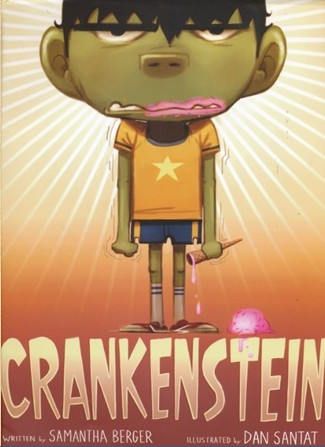 CRANKENSTEIN
WRITTEN by SAMANTHA BERGER ILLUSTRATED by DAN SANTAT